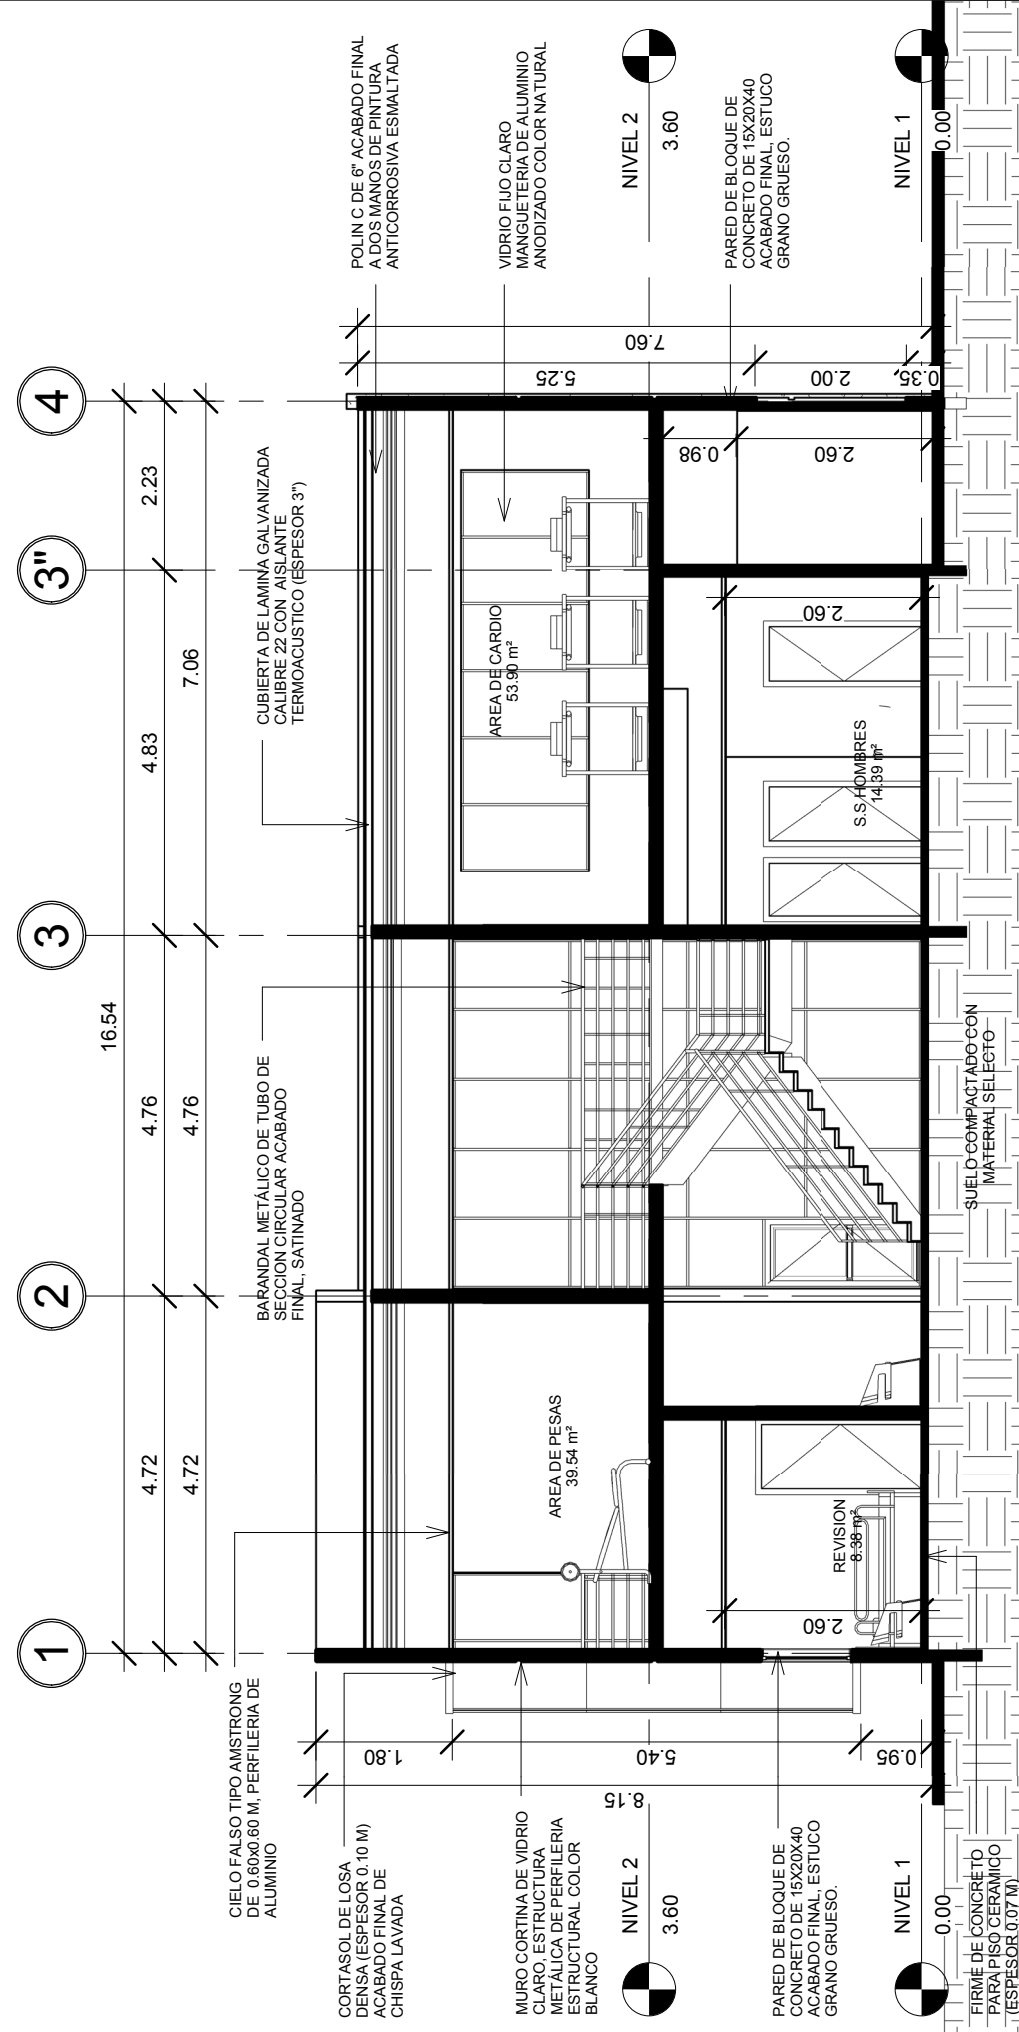 1
2
3
3"
4
16.54
4.72
4.76
4.83
2.23
4.72
4.76
7.06
CIELO FALSO TIPO AMSTRONG
DE 0.60x0.60 M, PERFILERIA DE
ALUMINIO
BARANDAL METÁLICO DE TUBO DE
SECCION CIRCULAR ACABADO
FINAL, SATINADO
CUBIERTA DE LAMINA GALVANIZADA
CALIBRE 22 CON AISLANTE
TERMOACUSTICO (ESPESOR 3")
POLIN C DE 6" ACABADO FINAL
A DOS MANOS DE PINTURA
ANTICORROSIVA ESMALTADA
CORTASOL DE LOSA
DENSA (ESPESOR 0.10 M)
ACABADO FINAL DE
CHISPA LAVADA
VIDRIO FIJO CLARO
MANGUETERIA DE ALUMINIO
ANODIZADO COLOR NATURAL
MURO CORTINA DE VIDRIO
CLARO, ESTRUCTURA
METÁLICA DE PERFILERIA
ESTRUCTURAL COLOR
BLANCO
AREA DE PESAS
39.54 m²
AREA DE CARDIO
53.90 m²
1.80
5.40
0.95
8.15
7.60
5.25
2.00
0.35
0.98
2.60
2.60
2.60
NIVEL 2
3.60
NIVEL 2
3.60
PARED DE BLOQUE DE
CONCRETO DE 15X20X40
ACABADO FINAL, ESTUCO
GRANO GRUESO.
PARED DE BLOQUE DE
CONCRETO DE 15X20X40
ACABADO FINAL, ESTUCO
GRANO GRUESO.
REVISION
8.38 m²
S.S HOMBRES
14.39 m²
NIVEL 1
0.00
NIVEL 1
0.00
FIRME DE CONCRETO
PARA PISO CERAMICO
(ESPESOR 0.07 M)
SUELO COMPACTADO CON
MATERIAL SELECTO